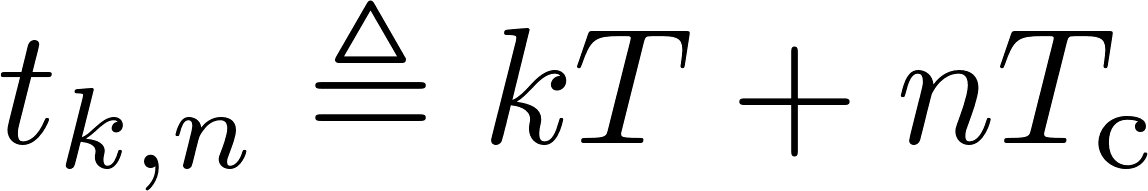 t_{k,n} ≜ kT + nT_c